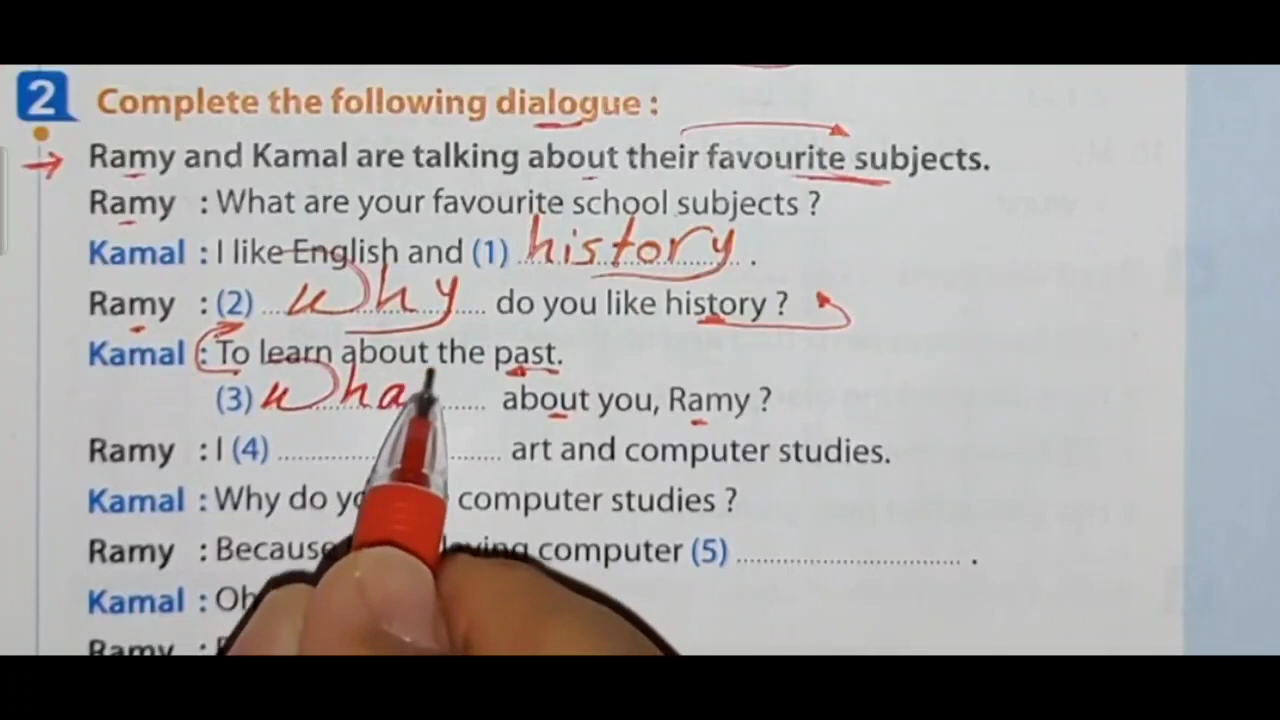 2 Complete the following dialogue :
Ramy and Kamal are talking about their favourite subjects.
Ramy : What are your favourite school subjects ?
Kamal : I like English and (1) history .
Ramy : (2) why do you like history ?
Kamal : To learn about the past.
(3) wha about you, Ramy ?
Ramy : I (4) art and computer studies.
Kamal : Why do computer studies ?
Ramy : computer (5) .
Kamal :
Ramy :